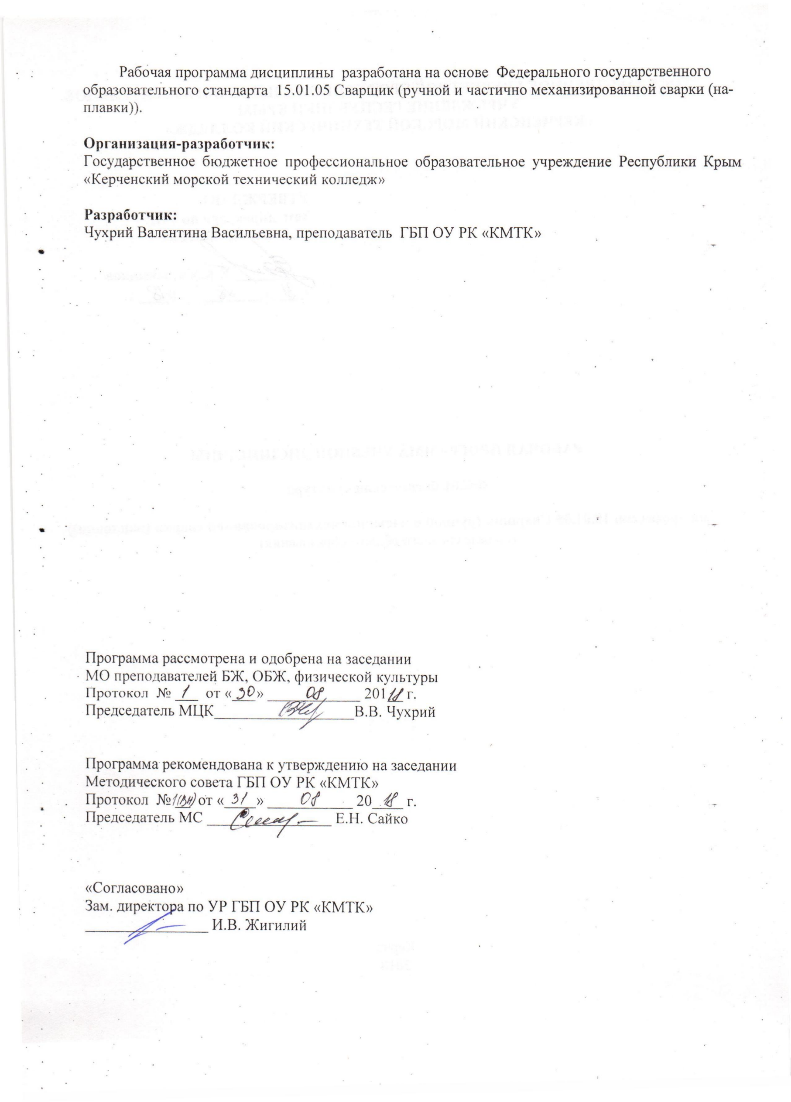 Рабочая программа дисциплины разработана на основе Федерального государственного
образовательного стандарта 15.01.05 Сварщик (ручной и частично механизированной сварки (на-
плавки)).
Организация-разработчик:
Государственное бюджетное профессиональное образовательное учреждение Республики Крым
«Керченский морской технический колледж»
Разработчик:
Чухрий Валентина Васильевна, преподаватель ГБП ОУ РК «КМТК»
Программа рассмотрена и одобрена на заседании
МО преподавателей БЖ, ОБЖ, физической культуры
Протокол № 1 от «30» 08 201 г.
Председатель МЦК В.В. Чухрий
Программа рекомендована к утверждению на заседании
Методического совета ГБП ОУ РК «КМТК»
Протокол № от «31» 08 2018 г.
Председатель МС Е.Н. Сайко
«Согласовано»
Зам. директора по УР ГБП ОУ РК «КМТК»
И.В. Жигилий